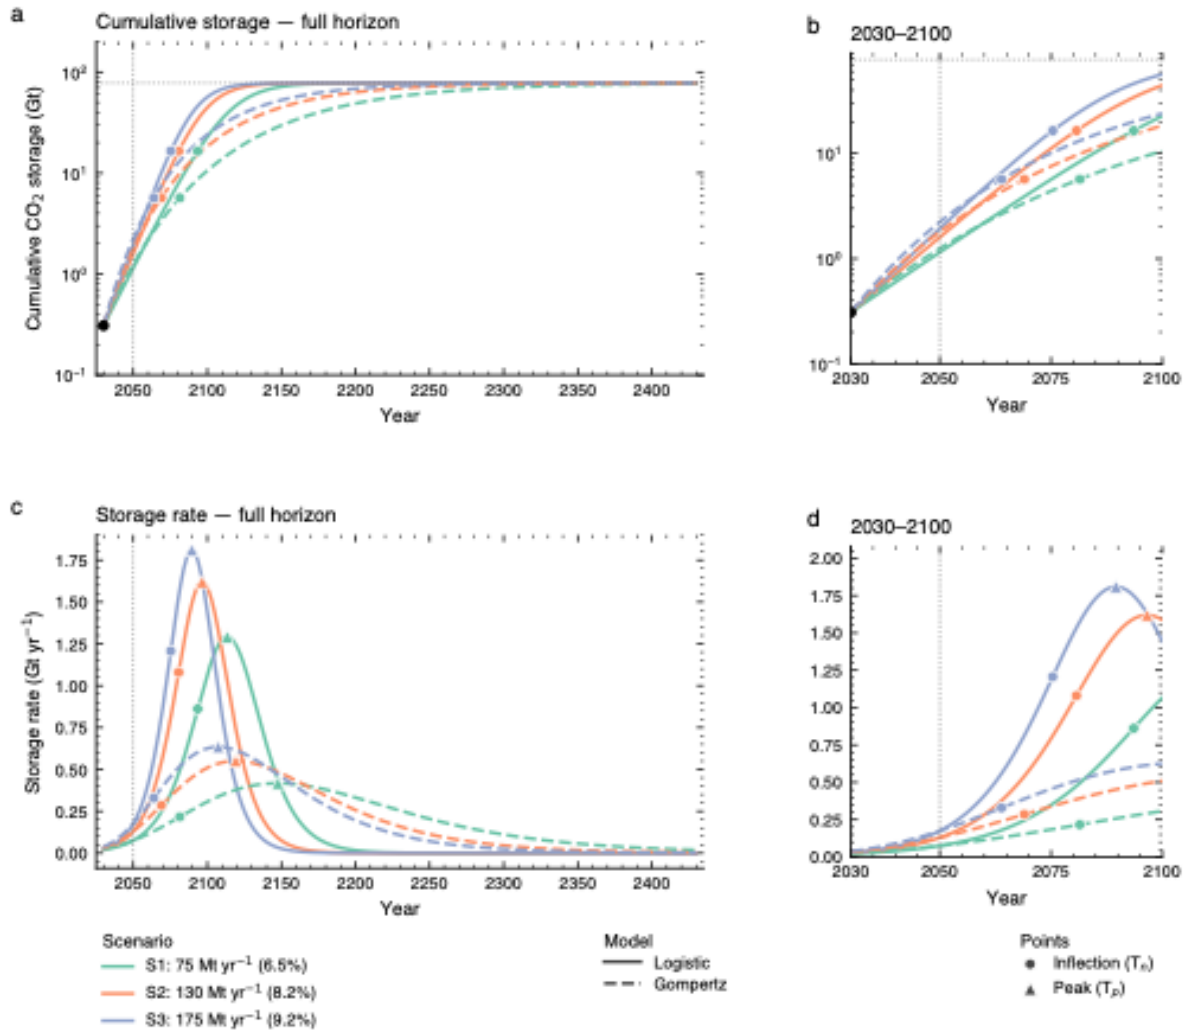 a
Cumulative storage — full horizon
10²
10¹
10⁰
10⁻¹
Cumulative CO₂ storage (Gt)
2050 2100 2150 2200 2250 2300 2350 2400
Year
b
2030–2100
10¹
10⁰
10⁻¹
2030 2050 2075 2100
Year
c
Storage rate — full horizon
1.75
1.50
1.25
1.00
0.75
0.50
0.25
0.00
Storage rate (Gt yr⁻¹)
2050 2100 2150 2200 2250 2300 2350 2400
Year
d
2030–2100
2.00
1.75
1.50
1.25
1.00
0.75
0.50
0.25
0.00
2030 2050 2075 2100
Year
Scenario
S1: 75 Mt yr⁻¹ (6.5%)
S2: 130 Mt yr⁻¹ (8.2%)
S3: 175 Mt yr⁻¹ (9.2%)
Model
Logistic
Gompertz
Points
Inflection (Tₙ)
Peak (Tₚ)